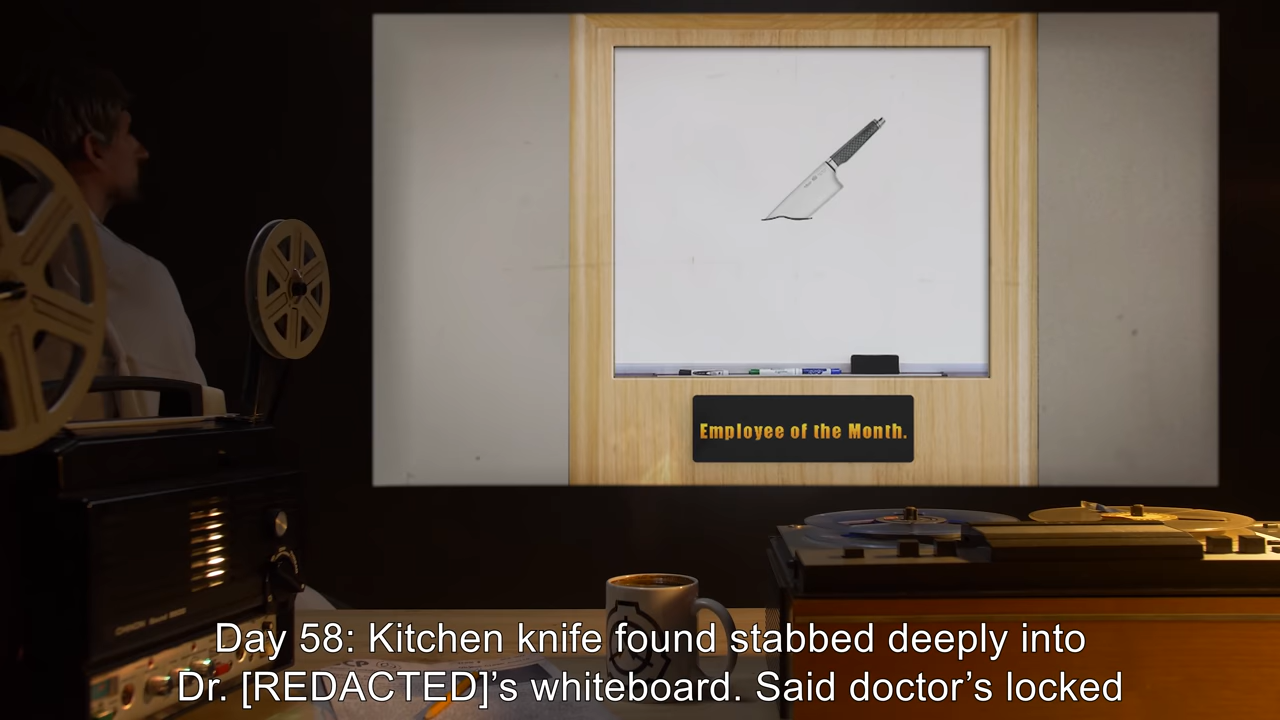 Employee of the Month.
Day 58: Kitchen knife found stabbed deeply into
Dr. [REDACTED]’s whiteboard. Said doctor’s locked